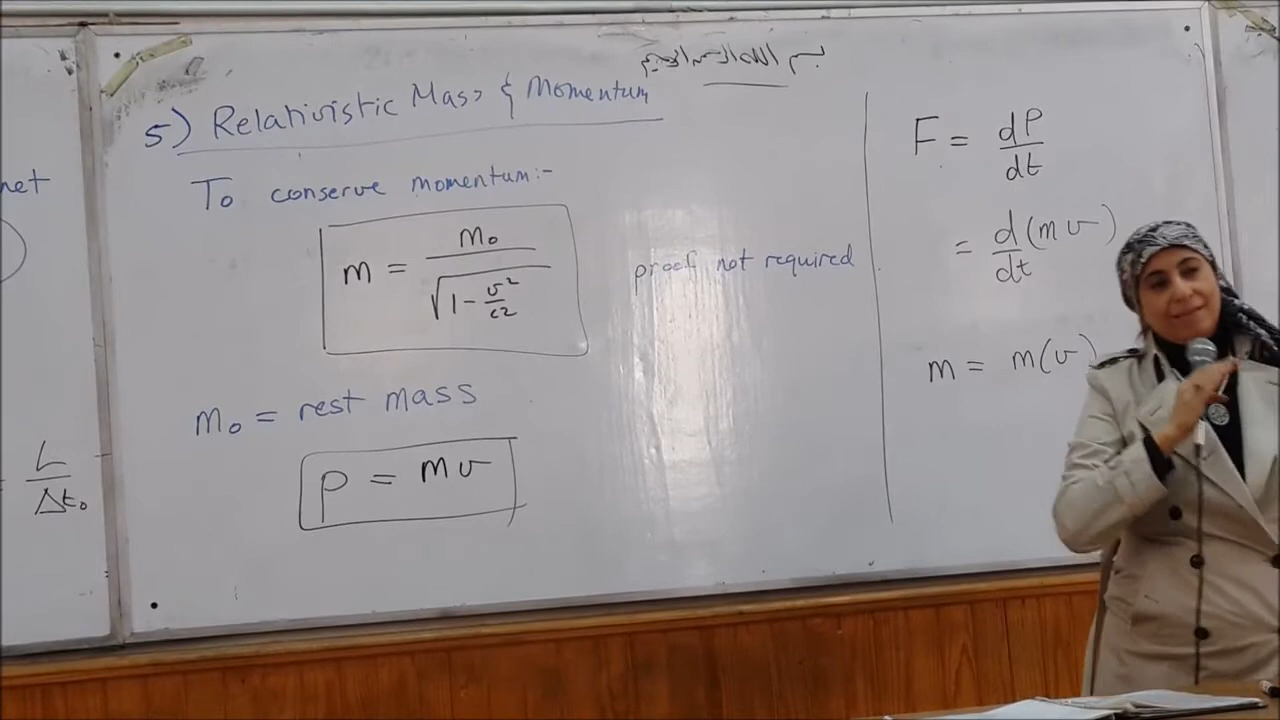 بسم الله الرحمن الرحيم
5) Relativistic Mass & Momentum
To conserve momentum:-
m = m₀ / √(1 - v²/c²)
proof not required
m₀ = rest mass
P = mv
F = dP/dt
= d/dt (mv)
m = m(v)
net
= L/Δt₀